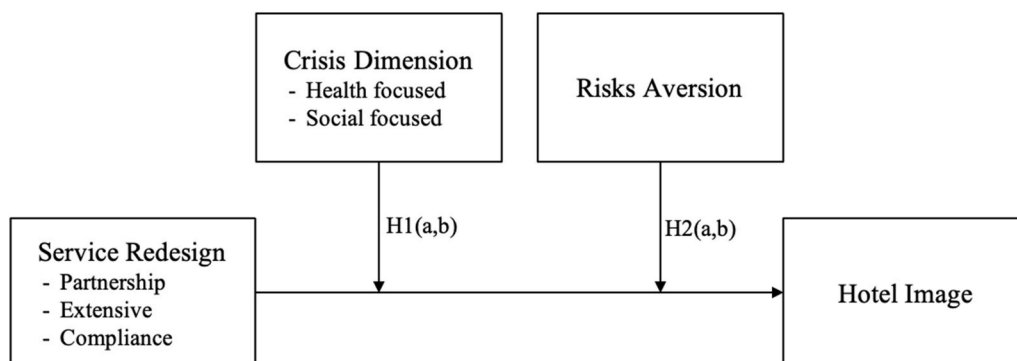 Crisis Dimension
- Health focused
- Social focused
Risks Aversion
H1(a,b)
H2(a,b)
Service Redesign
- Partnership
- Extensive
- Compliance
Hotel Image